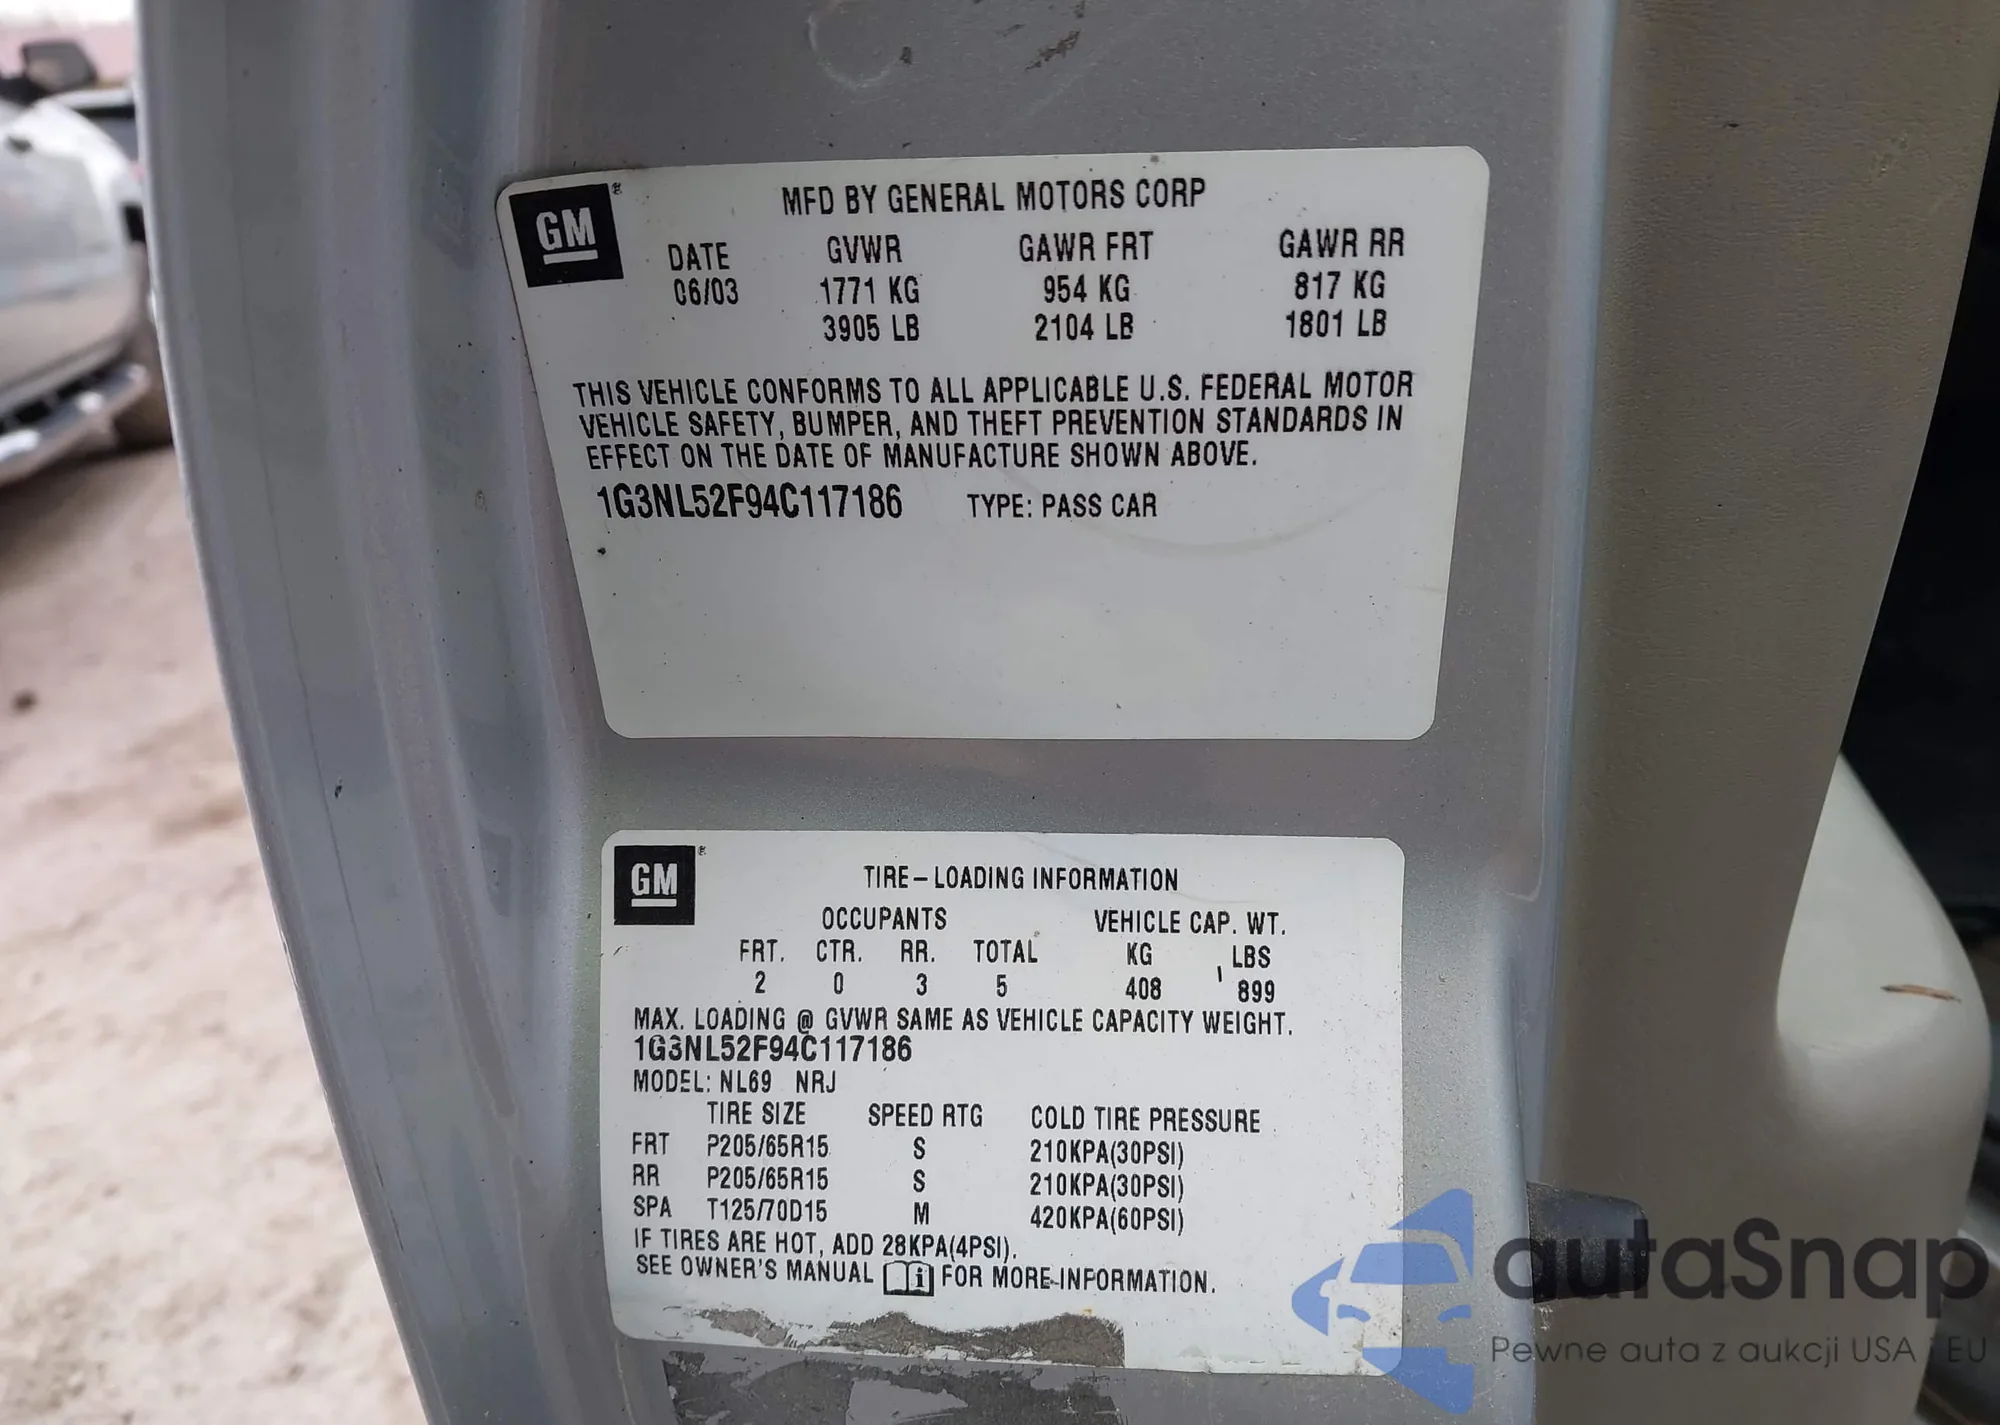 GM
MFD BY GENERAL MOTORS CORP
DATE GVWR GAWR FRT GAWR RR
06/03 1771 KG 954 KG 817 KG
3905 LB 2104 LB 1801 LB
THIS VEHICLE CONFORMS TO ALL APPLICABLE U.S. FEDERAL MOTOR
VEHICLE SAFETY, BUMPER, AND THEFT PREVENTION STANDARDS IN
EFFECT ON THE DATE OF MANUFACTURE SHOWN ABOVE.
1G3NL52F94C117186 TYPE: PASS CAR
GM
TIRE-LOADING INFORMATION
OCCUPANTS VEHICLE CAP. WT.
FRT. CTR. RR. TOTAL KG LBS
2 0 3 5 408 899
MAX. LOADING @ GVWR SAME AS VEHICLE CAPACITY WEIGHT.
1G3NL52F94C117186
MODEL: NL69 NRJ
TIRE SIZE SPEED RTG COLD TIRE PRESSURE
FRT P205/65R15 S 210KPA(30PSI)
RR P205/65R15 S 210KPA(30PSI)
SPA T125/70D15 M 420KPA(60PSI)
IF TIRES ARE HOT, ADD 28KPA(4PSI).
SEE OWNER'S MANUAL FOR MORE INFORMATION.
autaSnap
Pewne auta z aukcji USA i EU